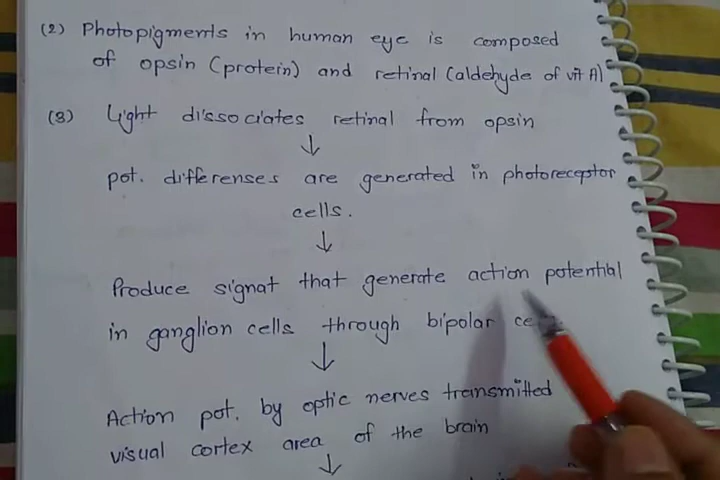 (2) Photopigments in human eye is composed
of opsin (protein) and retinal (aldehyde of vit A)
(3) Light dissociates retinal from opsin
↓
pot. differenses are generated in photoreceptor
cells.
↓
Produce signat that generate action potential
in ganglion cells through bipolar
↓
Action pot. by optic nerves transmitted
visual cortex area of the brain
↓